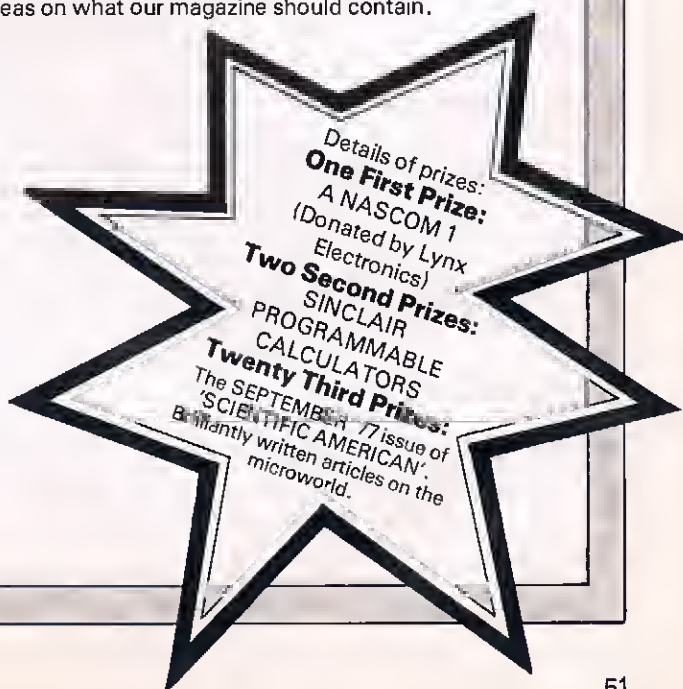 eas on what our magazine should contain.
Details of prizes:
One First Prize:
A NASCOM 1
(Donated by Lynx
Electronics)
Two Second Prizes:
SINCLAIR
PROGRAMMABLE
CALCULATORS
Twenty Third Prizes:
The SEPTEMBER '77 issue of
'SCIENTIFIC AMERICAN'.
Brilliantly written articles on the
microworld.
51